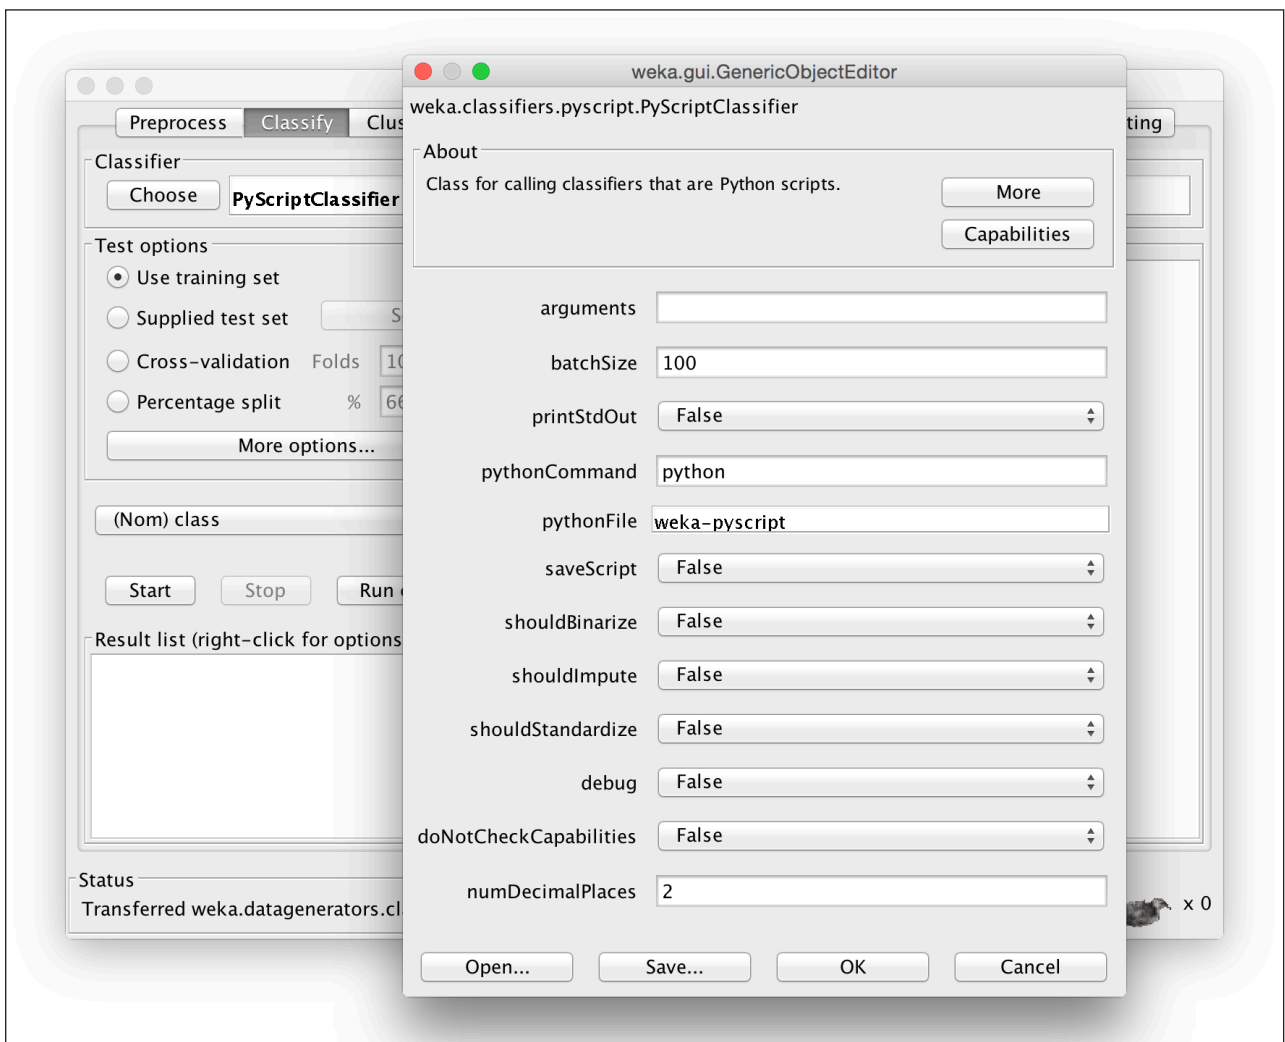 weka.gui.GenericObjectEditor
weka.classifiers.pyscript.PyScriptClassifier
Preprocess Classify Clus ting
About
Class for calling classifiers that are Python scripts.
More
Capabilities
Classifier
Choose PyScriptClassifier
Test options
Use training set
Supplied test set S
Cross-validation Folds 10
Percentage split % 66
More options...
(Nom) class
Start Stop Run
Result list (right-click for options
Status
Transferred weka.datagenerators.cl
x 0
arguments
batchSize 100
printStdOut False
pythonCommand python
pythonFile weka-pyscript
saveScript False
shouldBinarize False
shouldImpute False
shouldStandardize False
debug False
doNotCheckCapabilities False
numDecimalPlaces 2
Open... Save... OK Cancel